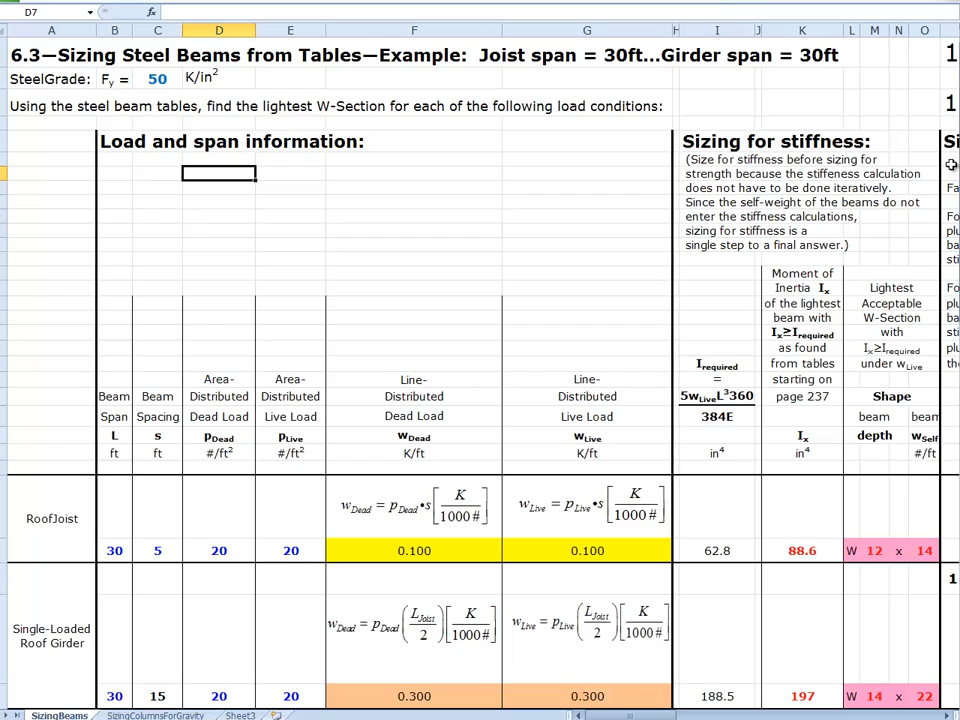 D7 fx
A B C D E F G H I J K L M N O
6.3—Sizing Steel Beams from Tables—Example: Joist span = 30ft...Girder span = 30ft 1
SteelGrade: Fy = 50 K/in²
Using the steel beam tables, find the lightest W-Section for each of the following load conditions: 1
Load and span information: Sizing for stiffness:
(Size for stiffness before sizing for
strength because the stiffeness calculation
does not have to be done iteratively.
Since the self-weight of the beams do not
enter the stiffness calculations,
sizing for stiffness is a
single step to a final answer.)
Moment of
Inertia Ix
of the lightest
beam with
Ix≥Irequired
as found
from tables
starting on
page 237
Lightest
Acceptable
W-Section
with
Ix≥Irequired
under wLive
Shape
Beam Span L ft
Beam Spacing s ft
Area-Distributed Dead Load pDead #/ft²
Area-Distributed Live Load pLive #/ft²
Line-Distributed Dead Load wDead K/ft
Line-Distributed Live Load wLive K/ft
Irequired = 5wLiveL³360 384E in⁴
Ix in⁴
beam depth
beam wSelf #/ft
RoofJoist
wDead = pDead•s[K/1000#] wLive = pLive•s[K/1000#]
30 5 20 20 0.100 0.100 62.8 88.6 W 12 x 14
Single-Loaded
Roof Girder
wDead = pDead(LJoist/2)[K/1000#] wLive = pLive(LJoist/2)[K/1000#]
1
30 15 20 20 0.300 0.300 188.5 197 W 14 x 22
SizingBeams SizingColumnsForGravity Sheet3